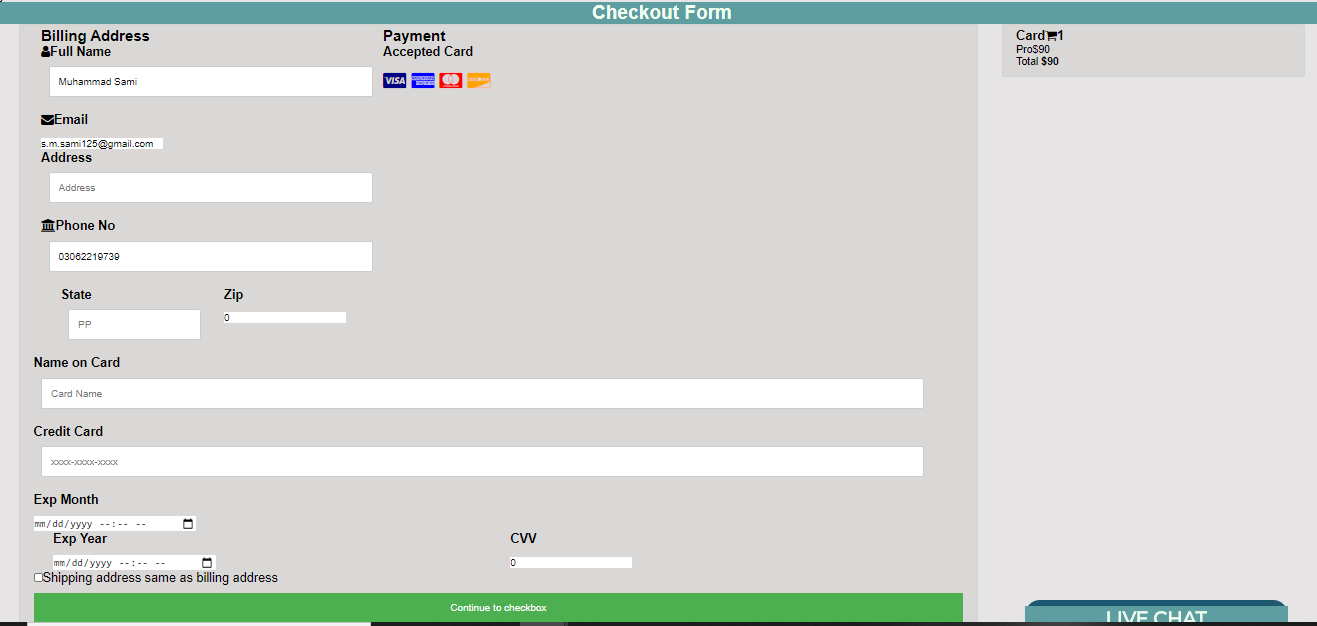 Checkout Form
Billing Address
Full Name
Muhammad Sami
Email
s.m.sami125@gmail.com
Address
Address
Phone No
03062219739
State
Zip
PP
0
Payment
Accepted Card
VISA
Name on Card
Card Name
Credit Card
xxxx-xxxx-xxxx
Exp Month
mm/dd/yyyy --:-- --
Exp Year
CVV
mm/dd/yyyy --:-- --
0
Shipping address same as billing address
Continue to checkbox
Card1
Pro$90
Total $90
LIVE CHAT